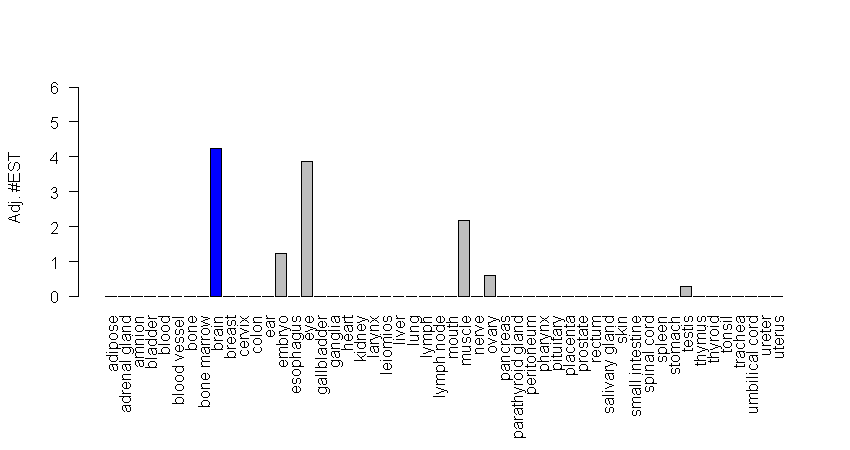 Adj. #EST
6
5
4
3
2
1
0
adipose
adrenal gland
amnion
bladder
blood
blood vessel
bone
bone marrow
brain
breast
cervix
colon
ear
embryo
esophagus
eye
gallbladder
ganglia
heart
kidney
larynx
leiomios
liver
lung
lymph
lymph node
mouth
muscle
nerve
ovary
pancreas
parathyroid gland
peritoneum
pharynx
pituitary
placenta
prostate
rectum
salivary gland
skin
small intestine
spinal cord
spleen
stomach
testis
thymus
thyroid
tonsil
trachea
umbilical cord
ureter
uterus